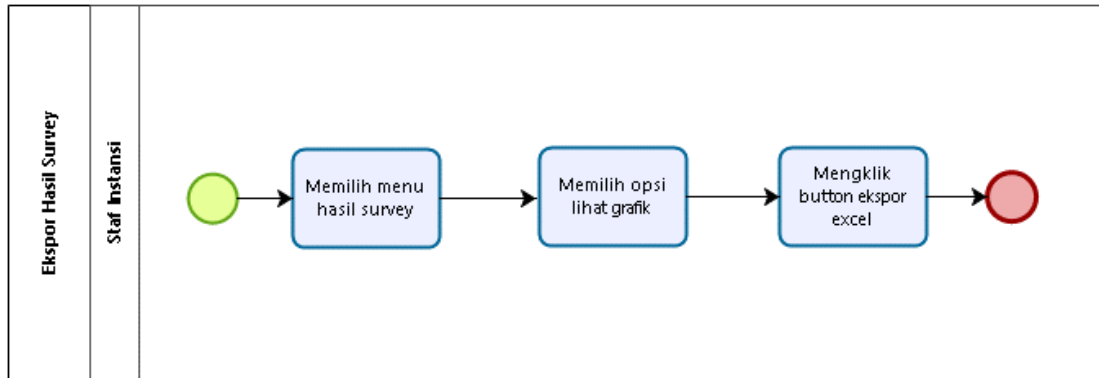 Ekspor Hasil Survey
Staf Instansi
Memilih menu
hasil survey
Memilih opsi
lihat grafik
Mengklik
button ekspor
excel